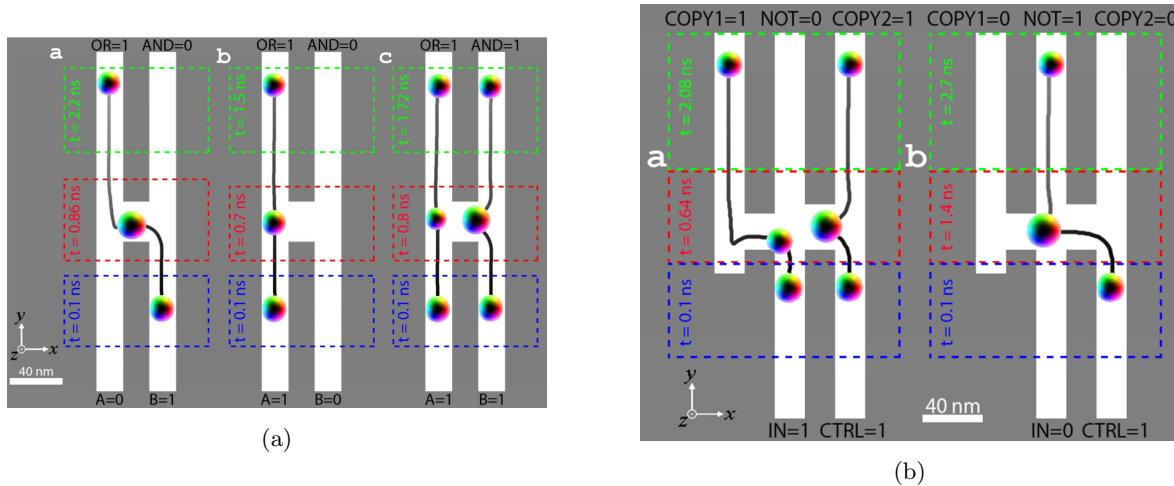 OR=1 AND=0 OR=1 AND=0 OR=1 AND=1
a b c
t = 2.2 ns t = 1.5 ns t = 1.72 ns
t = 0.86 ns t = 0.7 ns t = 0.8 ns
t = 0.1 ns t = 0.1 ns t = 0.1 ns
y
z x
40 nm
A=0 B=1 A=1 B=0 A=1 B=1
(a)
COPY1=1 NOT=0 COPY2=1 COPY1=0 NOT=1 COPY2=0
t = 2.08 ns t = 2.7 ns
a b
t = 0.64 ns t = 1.4 ns
t = 0.1 ns t = 0.1 ns
y
z x
40 nm
IN=1 CTRL=1 IN=0 CTRL=1
(b)